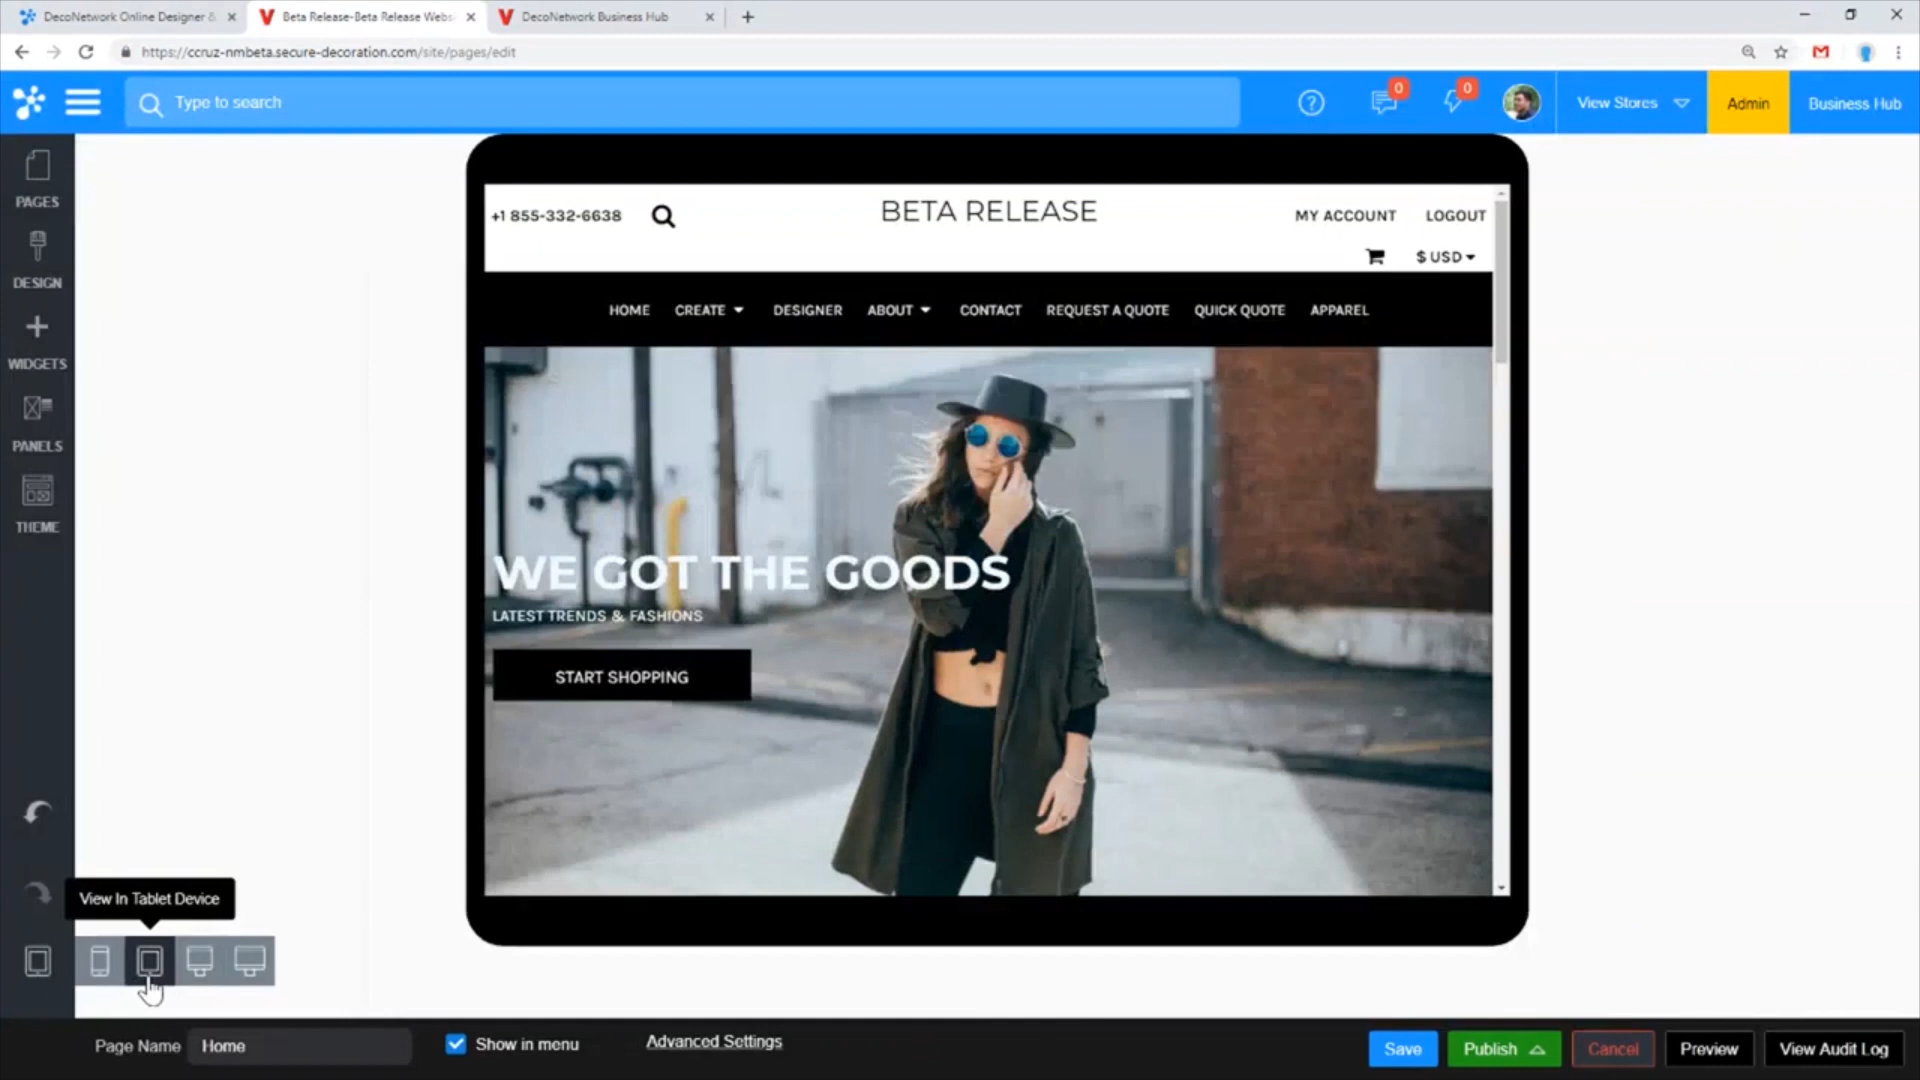 DecoNetwork Online Designer &
Beta Release-Beta Release Webs
DecoNetwork Business Hub
https://ccruz-nmbeta.secure-decoration.com/site/pages/edit
Type to search
0
0
View Stores
Admin
Business Hub
PAGES
DESIGN
WIDGETS
PANELS
THEME
+1 855-332-6638
BETA RELEASE
MY ACCOUNT
LOGOUT
$ USD
HOME
CREATE
DESIGNER
ABOUT
CONTACT
REQUEST A QUOTE
QUICK QUOTE
APPAREL
WE GOT THE GOODS
LATEST TRENDS & FASHIONS
START SHOPPING
View In Tablet Device
Page Name
Home
Show in menu
Advanced Settings
Save
Publish
Cancel
Preview
View Audit Log